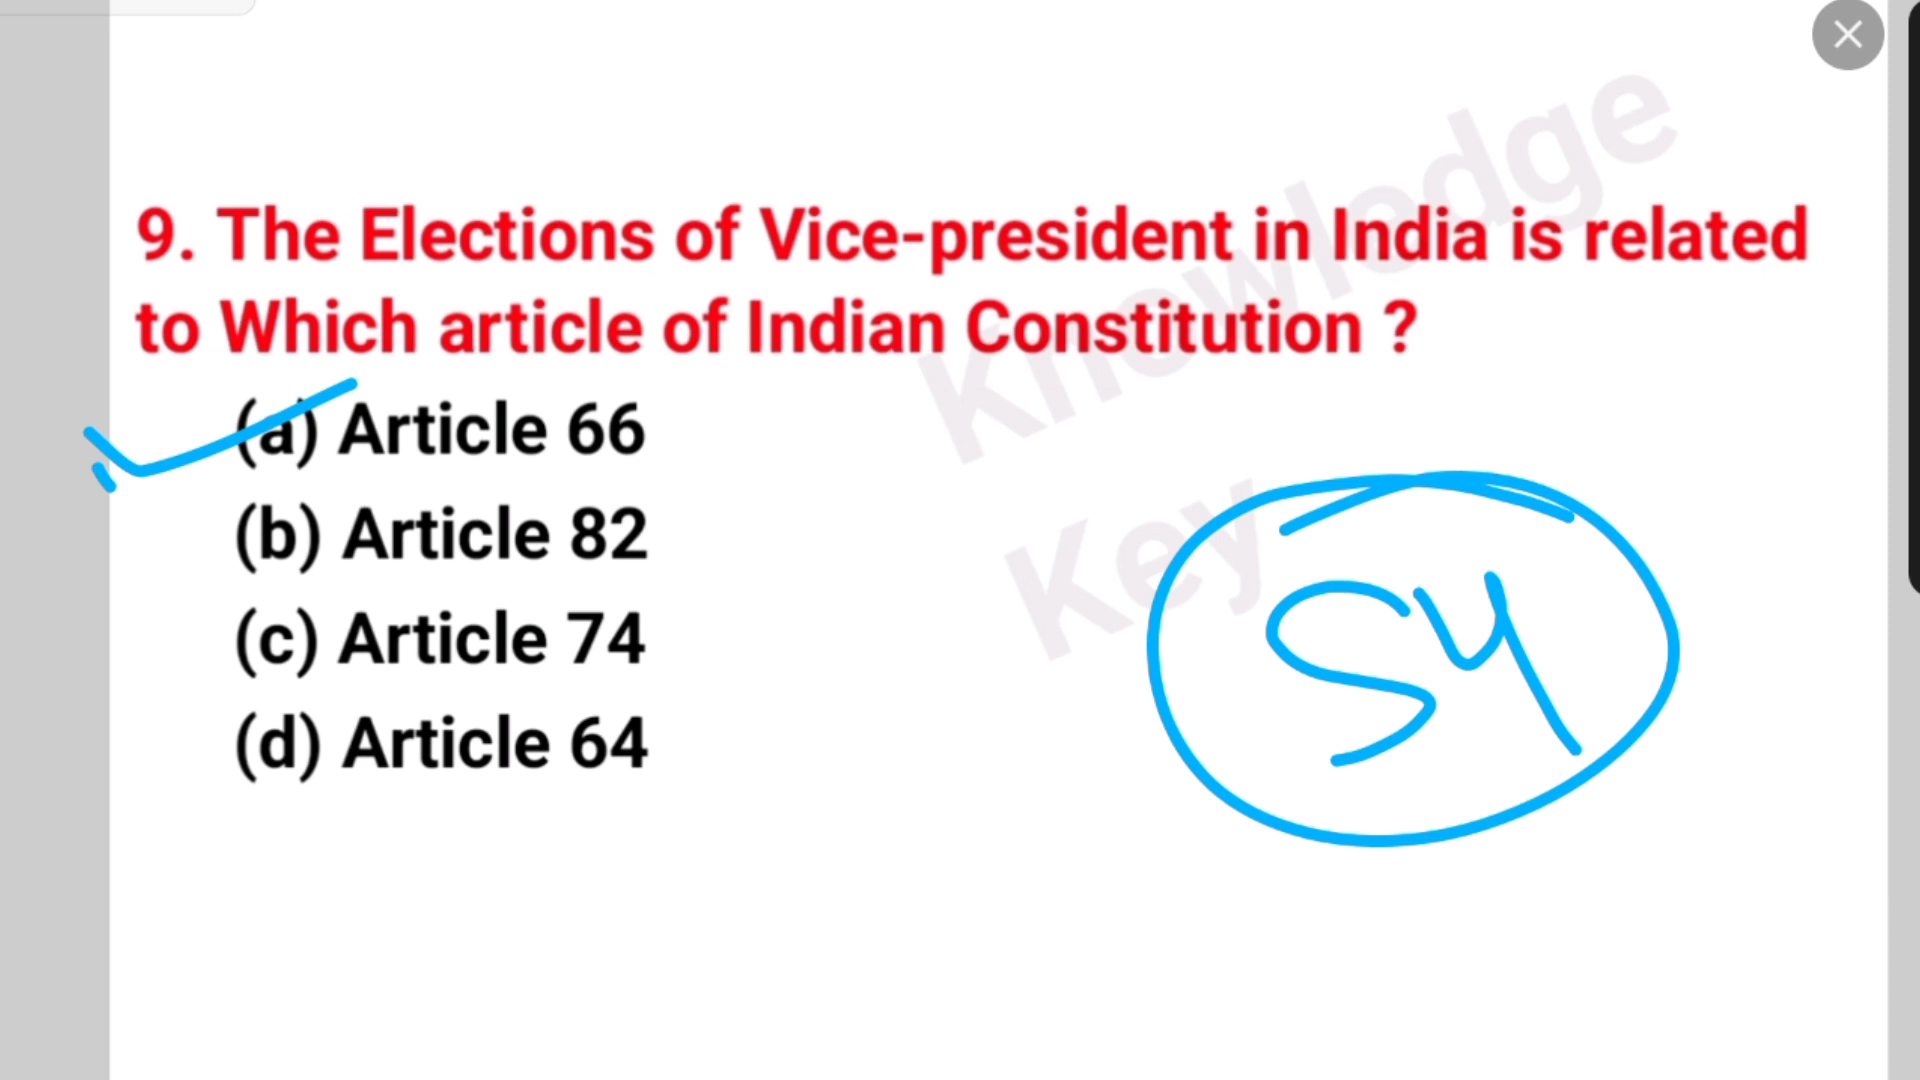 9. The Elections of Vice-president in India is related
to Which article of Indian Constitution ?
(a) Article 66
(b) Article 82
(c) Article 74
(d) Article 64
Knowledge
Key
54